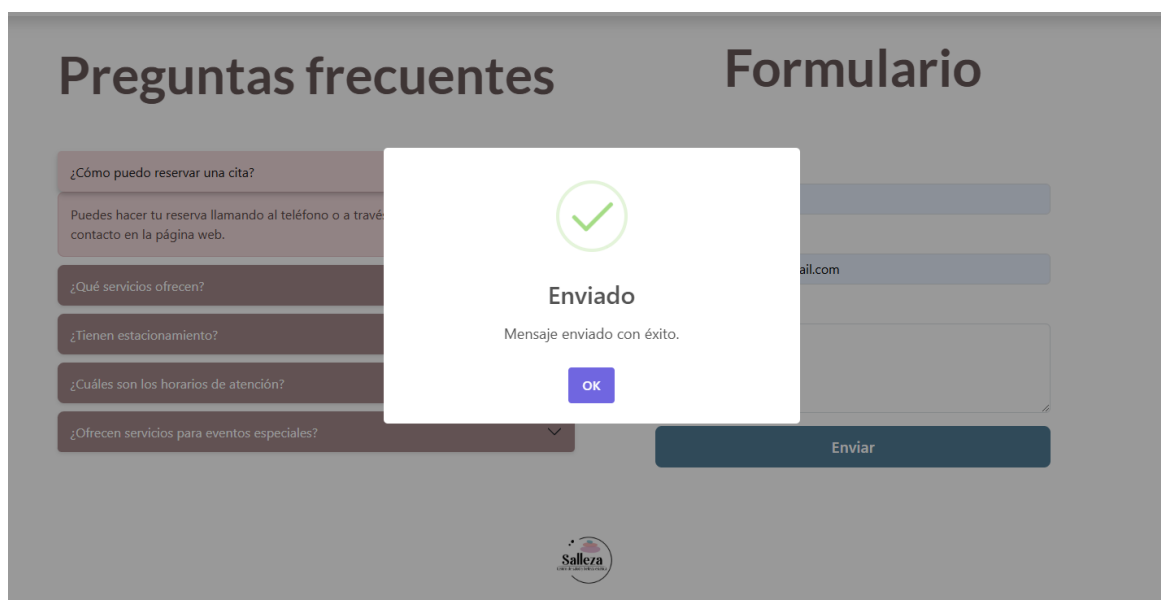 Preguntas frecuentes
Formulario
¿Cómo puedo reservar una cita?
Puedes hacer tu reserva llamando al teléfono o a
contacto en la página web.
¿Qué servicios ofrecen?
¿Tienen estacionamiento?
¿Cuáles son los horarios de atención?
¿Ofrecen servicios para eventos especiales?
Enviado
Mensaje enviado con éxito.
OK
ail.com
Enviar
Salleza